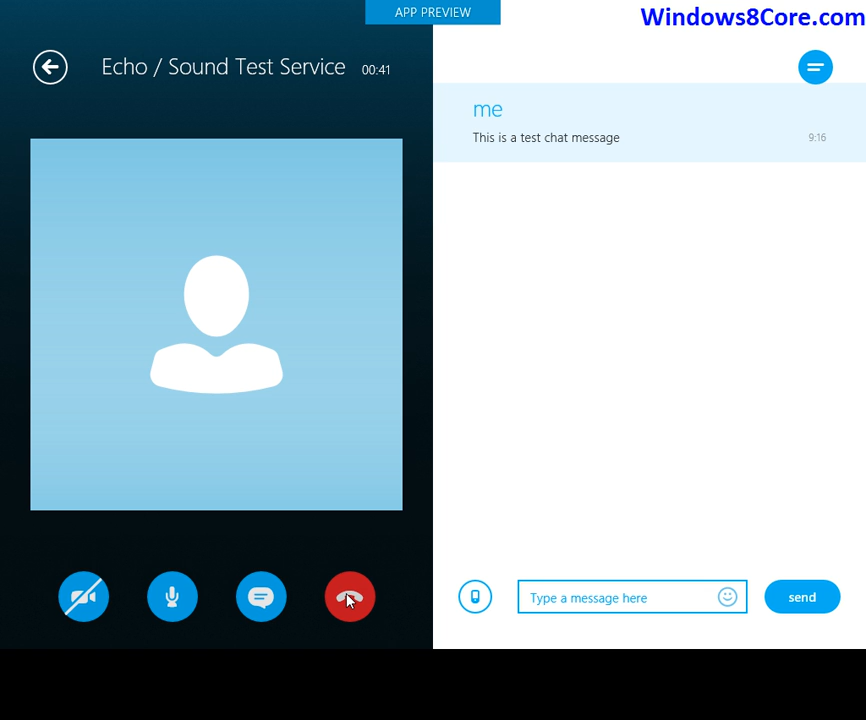 APP PREVIEW
Windows8Core.com
Echo / Sound Test Service 00:41
me
This is a test chat message 9:16
Type a message here
send